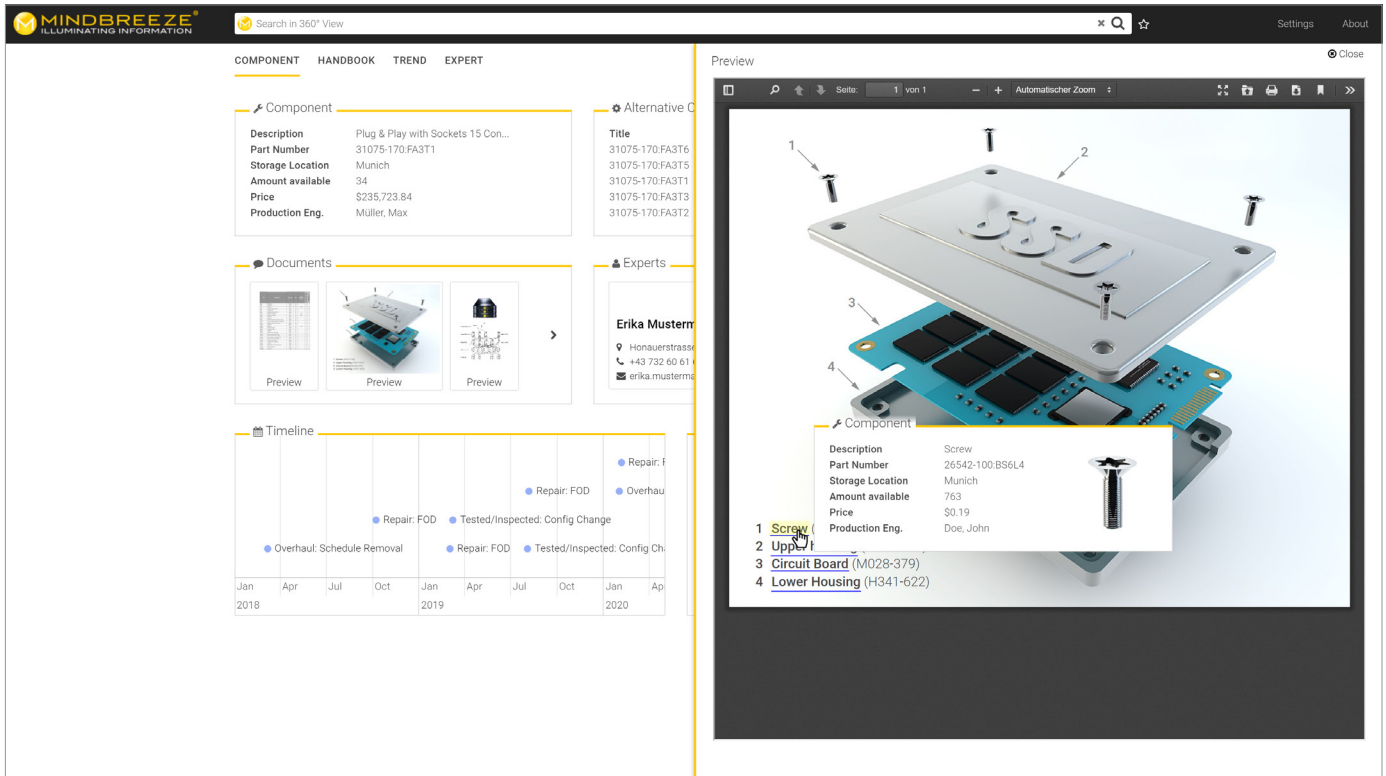 MINDBREEZE®
ILLUMINATING INFORMATION
Search in 360° View
Settings About
COMPONENT HANDBOOK TREND EXPERT
Component
Description Plug & Play with Sockets 15 Con...
Part Number 31075-170:FA3T1
Storage Location Munich
Amount available 34
Price $235,723.84
Production Eng. Müller, Max
Alternative C
Title
31075-170:FA3T6
31075-170:FA3T5
31075-170:FA3T1
31075-170:FA3T3
31075-170:FA3T2
Documents
Preview Preview Preview
Experts
Erika Musterm
Honauerstrasse
+43 732 60 61
erika.musterma
Timeline
Repair: F
Repair: FOD Overhau
Repair: FOD Tested/Inspected: Config Change
Overhaul: Schedule Removal Repair: FOD Tested/Inspected: Config Ch
Jan Apr Jul Oct Jan Apr Jul Oct Jan Ap
2018 2019 2020
Preview
Close
Seite: 1 von 1 Automatischer Zoom
1
2
SSD
3
4
Component
Description Screw
Part Number 26542-100:BS6L4
Storage Location Munich
Amount available 763
Price $0.19
Production Eng. Doe, John
1 Screw (
2 Upper h
3 Circuit Board (M028-379)
4 Lower Housing (H341-622)